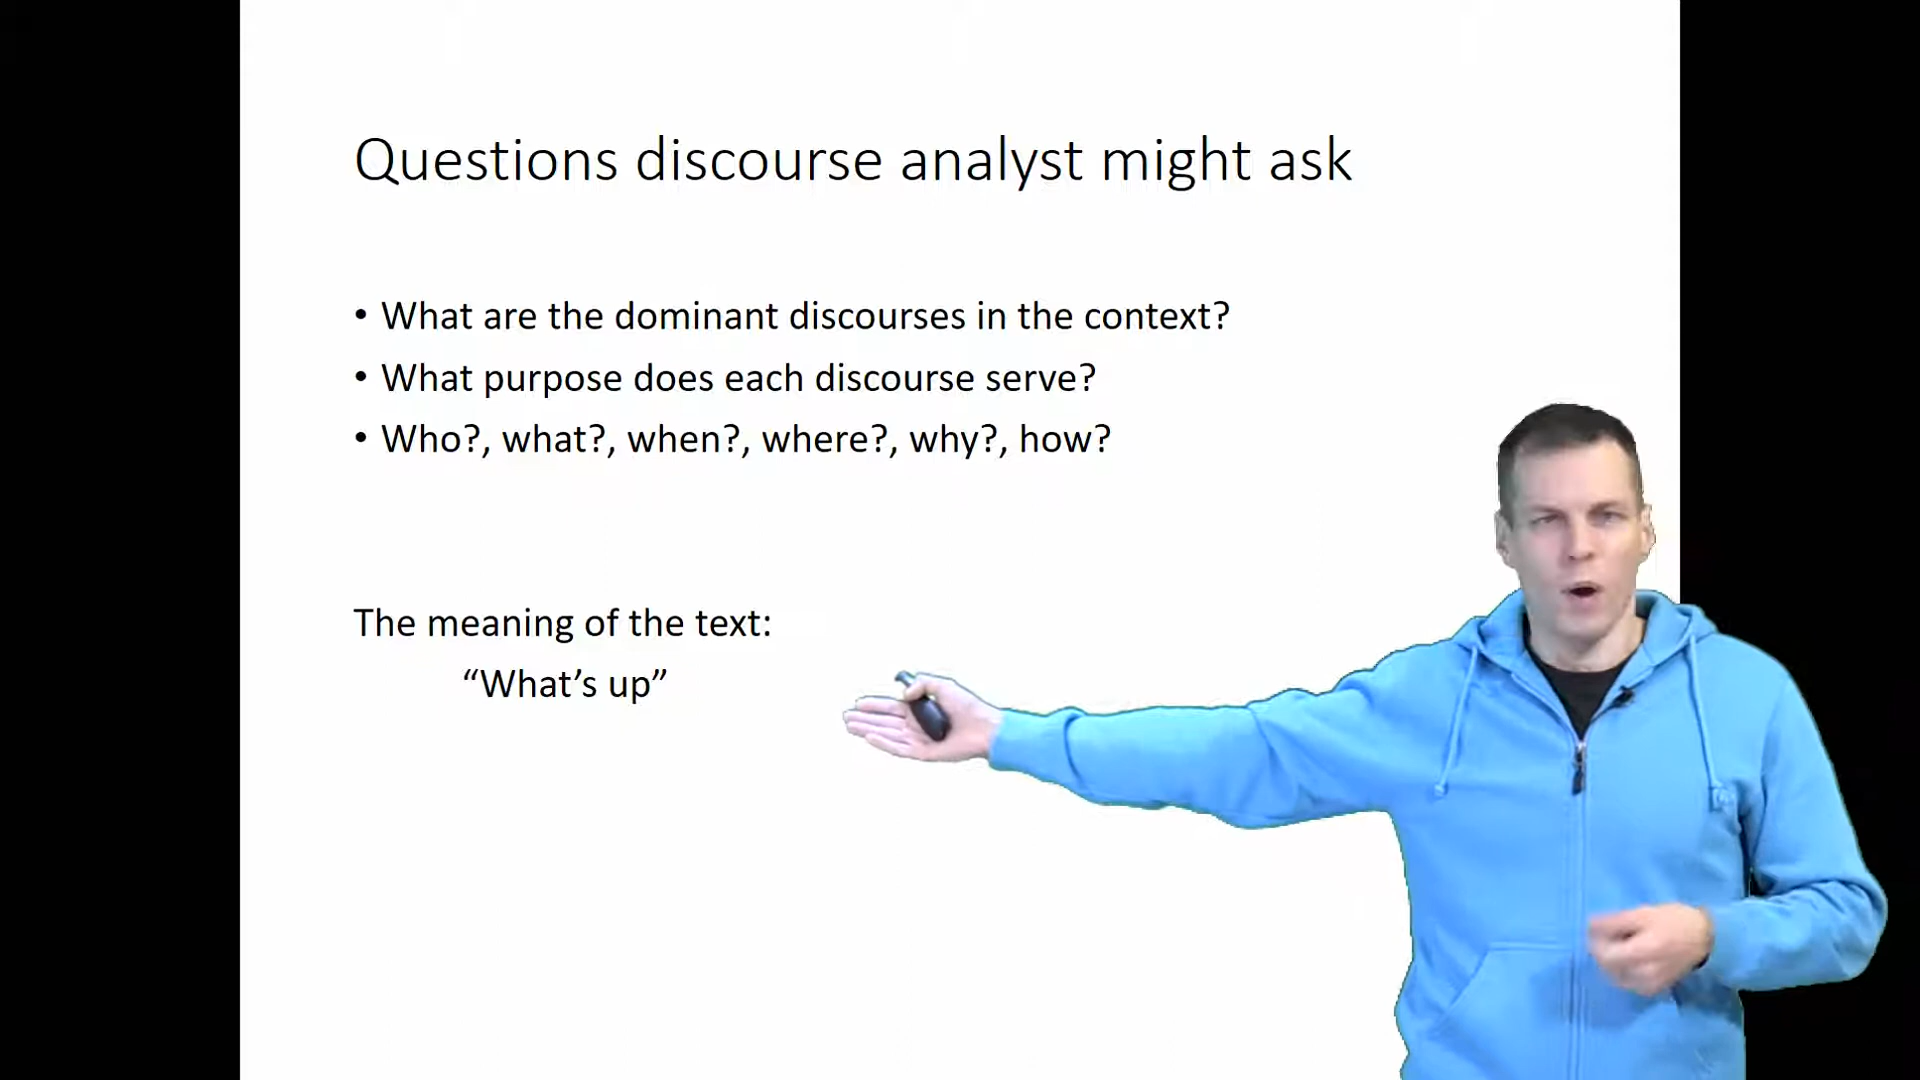 Questions discourse analyst might ask
• What are the dominant discourses in the context?
• What purpose does each discourse serve?
• Who?, what?, when?, where?, why?, how?
The meaning of the text:
“What’s up”